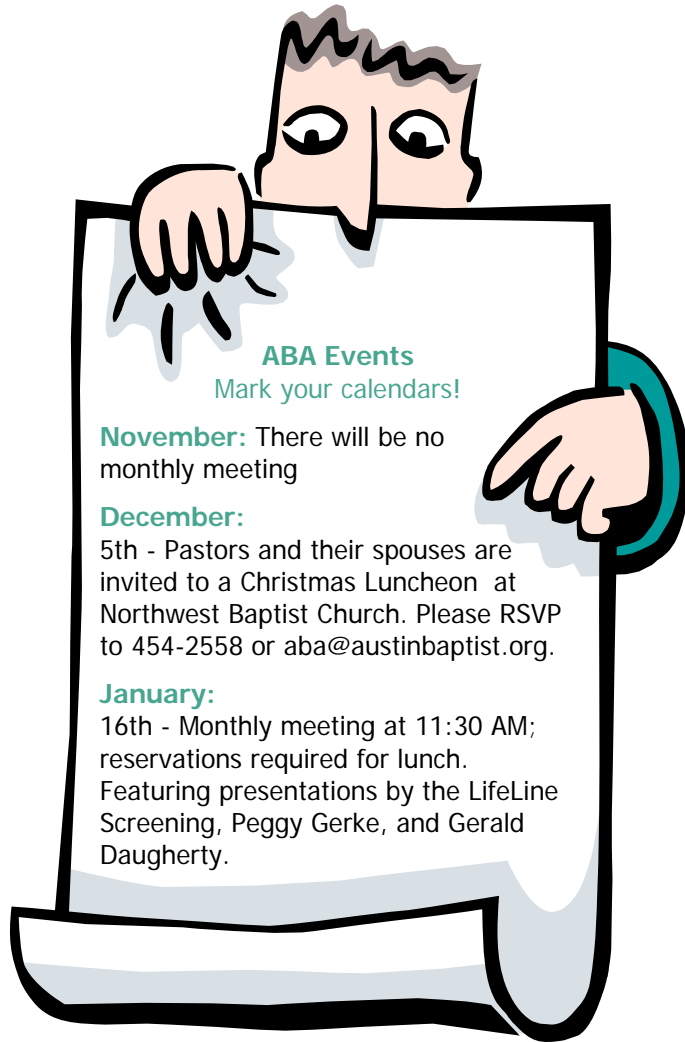 ABA Events
Mark your calendars!
November: There will be no
monthly meeting
December:
5th - Pastors and their spouses are
invited to a Christmas Luncheon at
Northwest Baptist Church. Please RSVP
to 454-2558 or aba@austinbaptist.org.
January:
16th - Monthly meeting at 11:30 AM;
reservations required for lunch.
Featuring presentations by the LifeLine
Screening, Peggy Gerke, and Gerald
Daugherty.